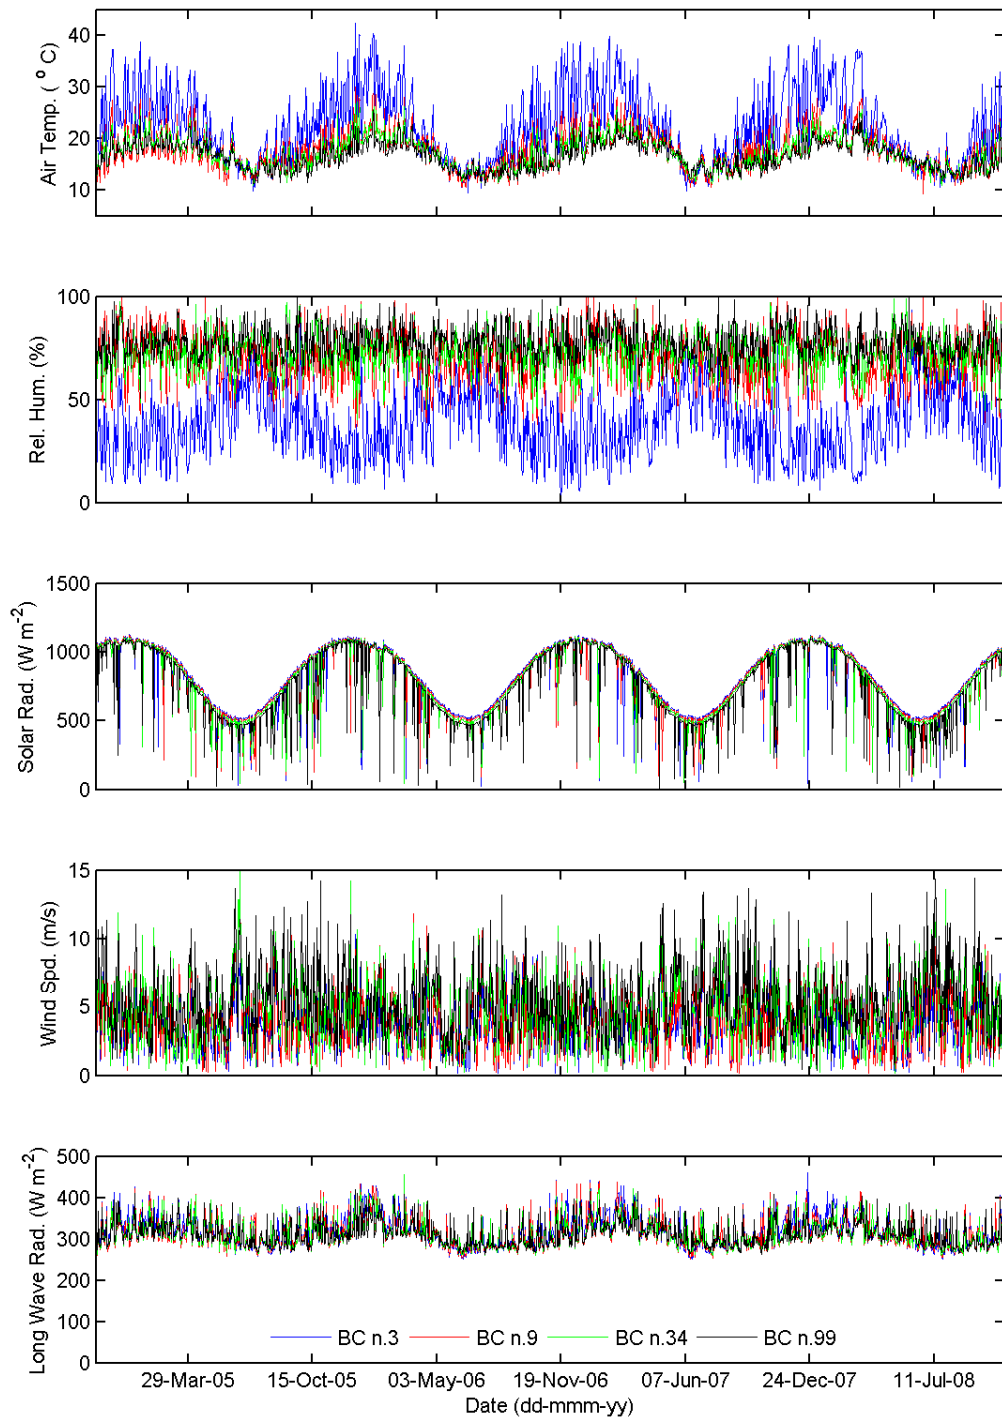 40
30
20
10
Air Temp. ( ° C)
100
50
0
Rel. Hum. (%)
1500
1000
500
0
Solar Rad. (W m-2)
15
10
5
0
Wind Spd. (m/s)
500
400
300
200
100
0
Long Wave Rad. (W m-2)
BC n.3 BC n.9 BC n.34 BC n.99
29-Mar-05 15-Oct-05 03-May-06 19-Nov-06 07-Jun-07 24-Dec-07 11-Jul-08
Date (dd-mmm-yy)